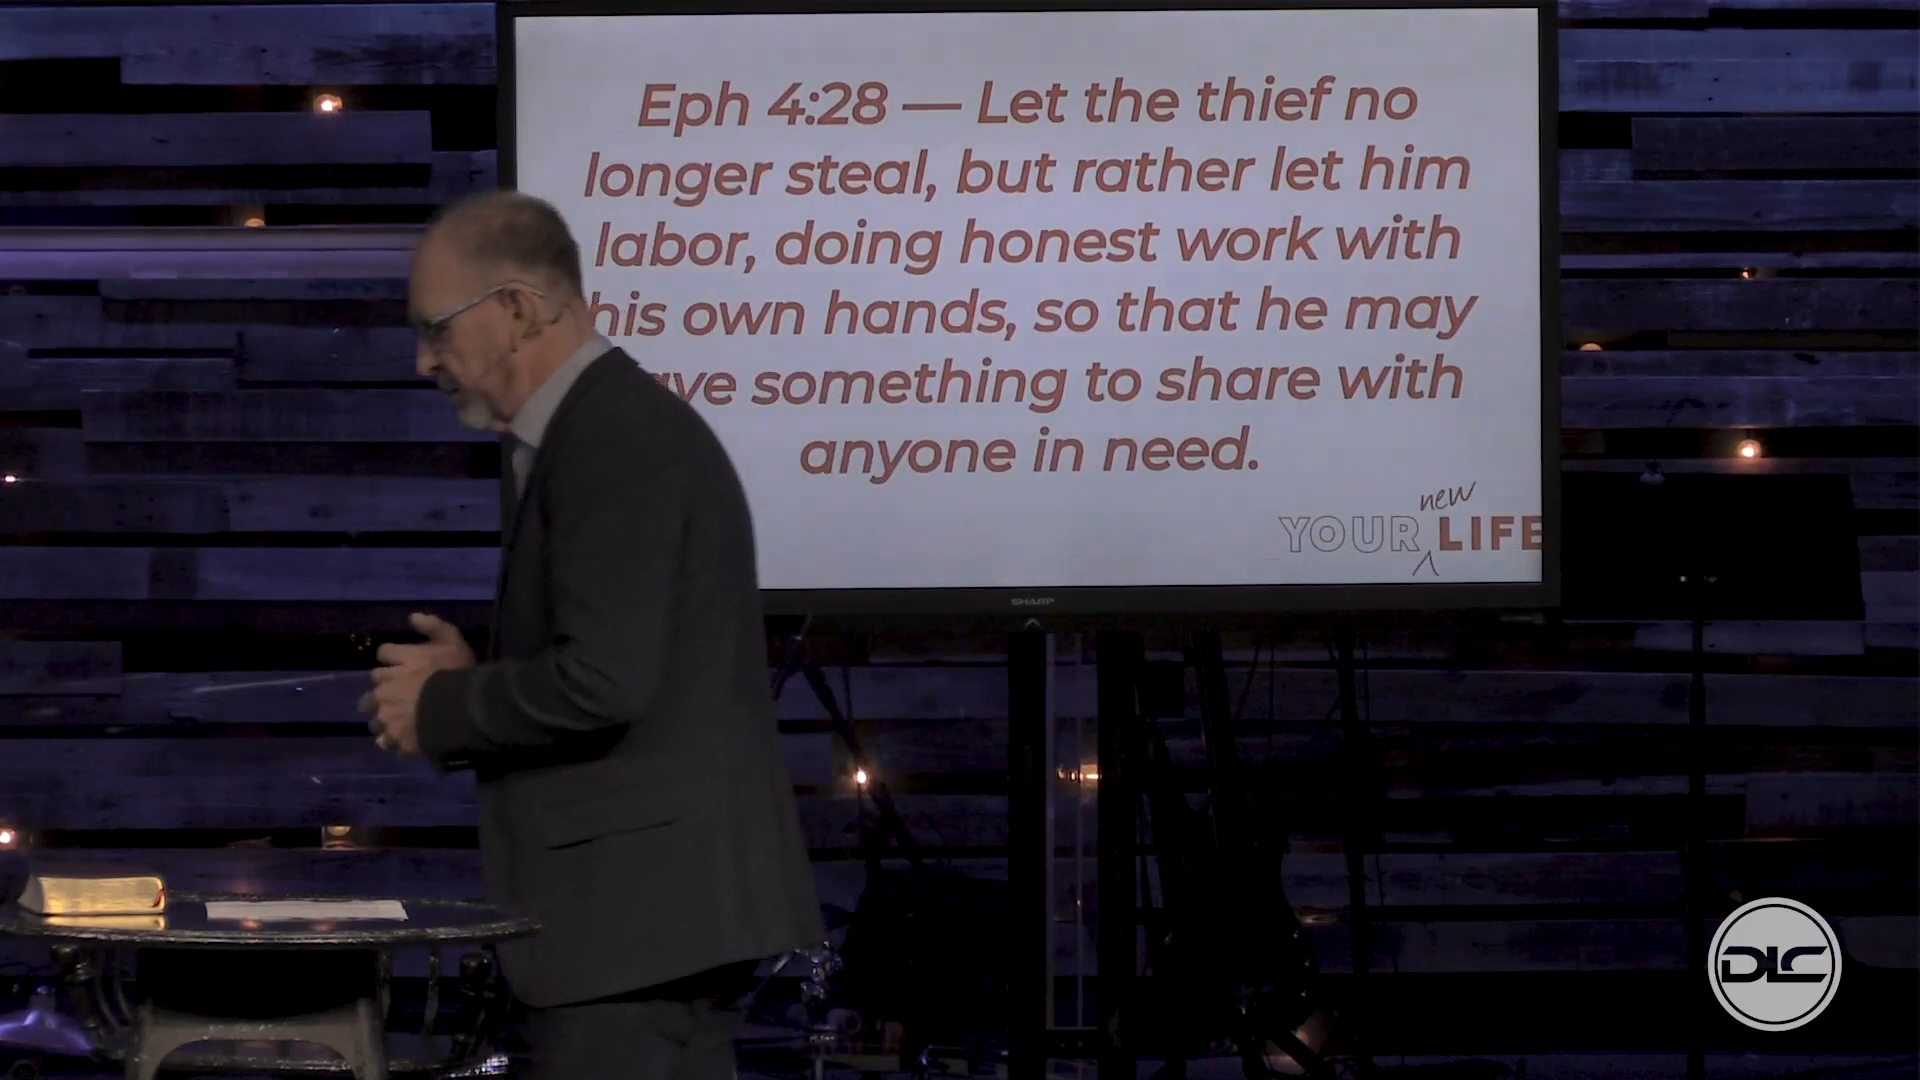 Eph 4:28 — Let the thief no
longer steal, but rather let him
labor, doing honest work with
his own hands, so that he may
something to share with
anyone in need.
new
YOUR LIFE
SHARP
DLC